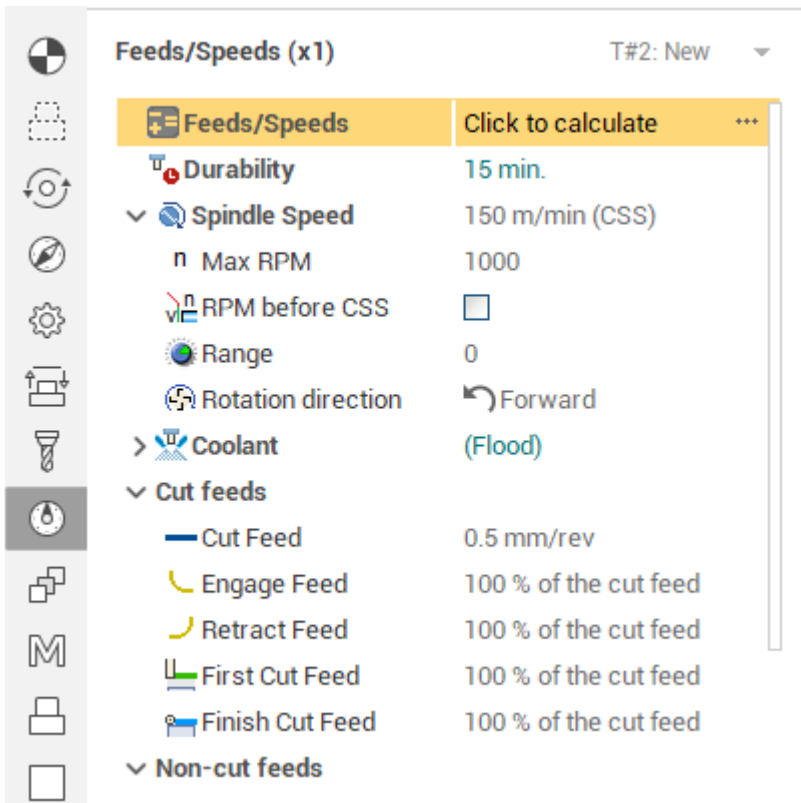 Feeds/Speeds (x1) T#2: New
Feeds/Speeds Click to calculate ...
Durability 15 min.
Spindle Speed 150 m/min (CSS)
n Max RPM 1000
RPM before CSS
Range 0
Rotation direction Forward
Coolant (Flood)
Cut feeds
Cut Feed 0.5 mm/rev
Engage Feed 100 % of the cut feed
Retract Feed 100 % of the cut feed
First Cut Feed 100 % of the cut feed
Finish Cut Feed 100 % of the cut feed
Non-cut feeds